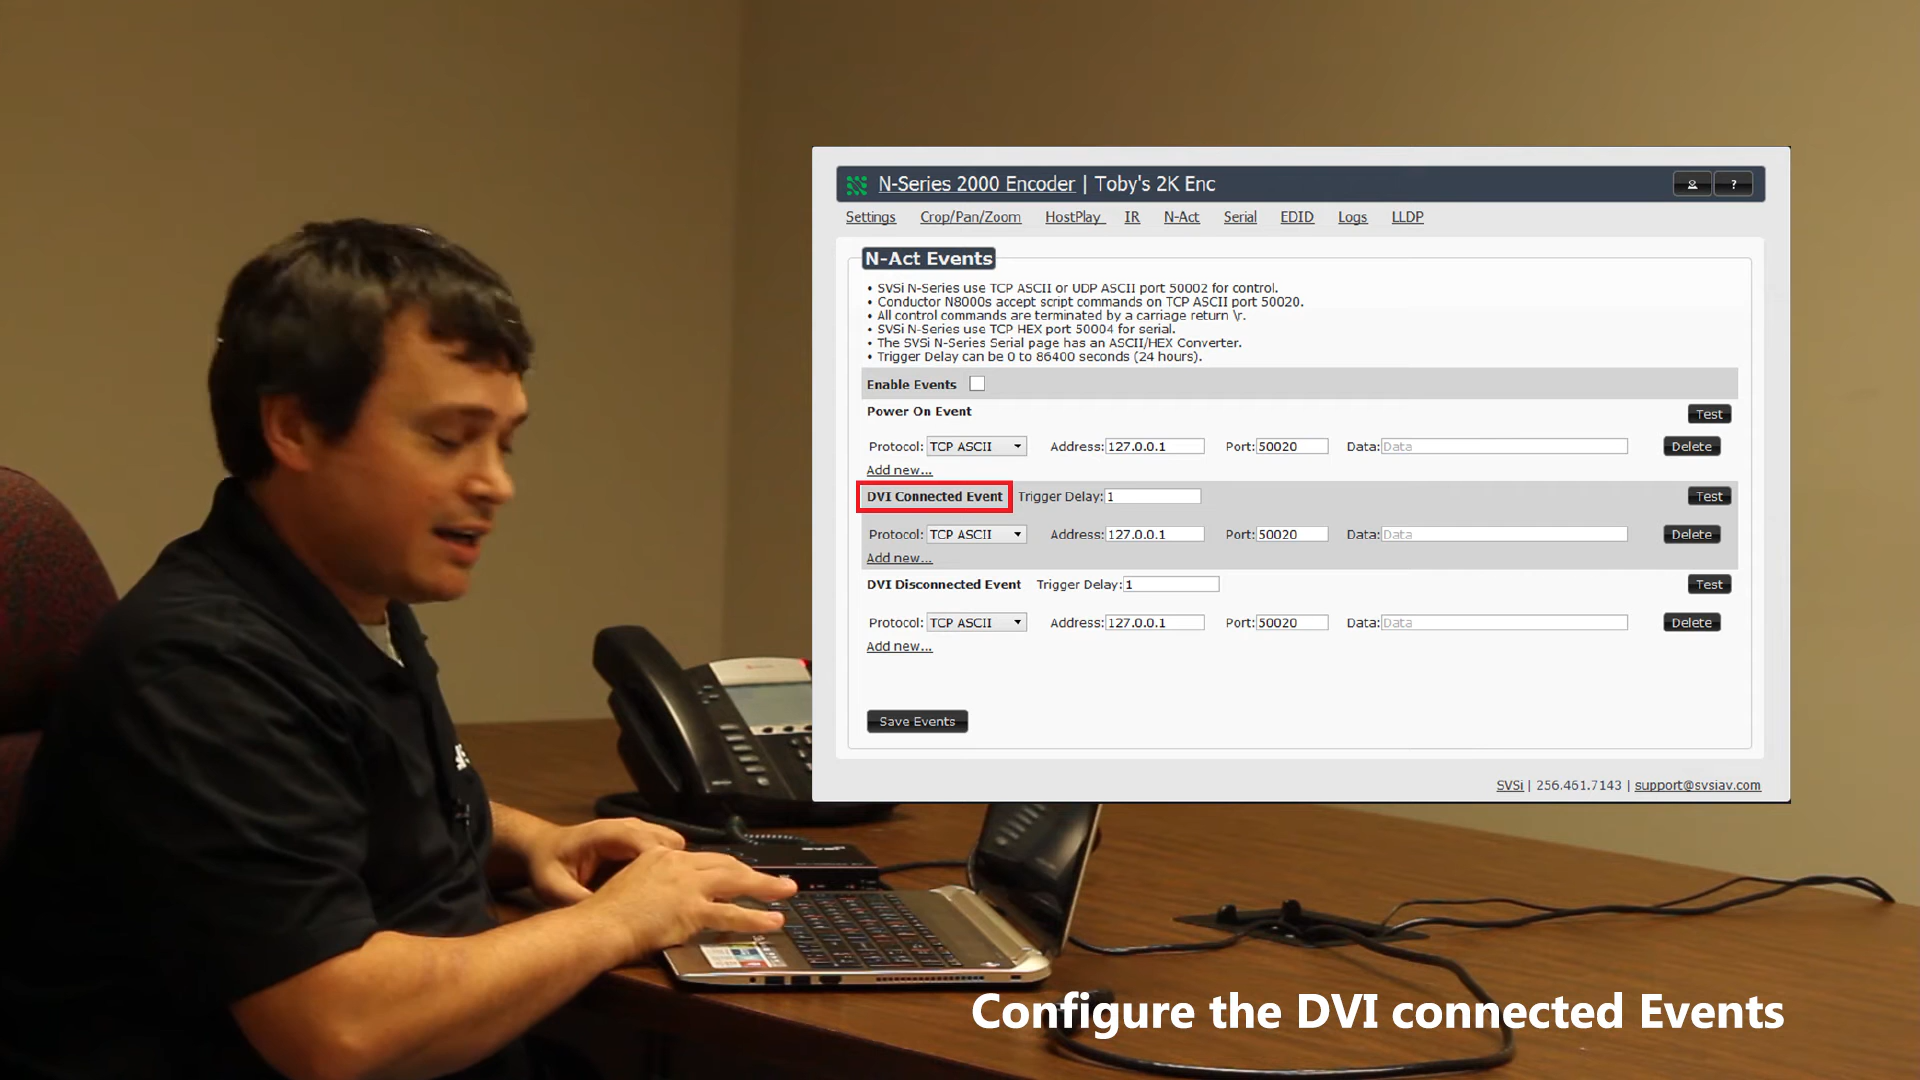 N-Series 2000 Encoder | Toby's 2K Enc
?
Settings Crop/Pan/Zoom HostPlay IR N-Act Serial EDID Logs LLDP
N-Act Events
• SVSi N-Series use TCP ASCII or UDP ASCII port 50002 for control.
• Conductor N8000s accept script commands on TCP ASCII port 50020.
• All control commands are terminated by a carriage return \r.
• SVSi N-Series use TCP HEX port 50004 for serial.
• The SVSi N-Series Serial page has an ASCII/HEX Converter.
• Trigger Delay can be 0 to 86400 seconds (24 hours).
Enable Events
Power On Event Test
Protocol: TCP ASCII Address: 127.0.0.1 Port: 50020 Data: Data Delete
Add new...
DVI Connected Event Trigger Delay: 1 Test
Protocol: TCP ASCII Address: 127.0.0.1 Port: 50020 Data: Data Delete
Add new...
DVI Disconnected Event Trigger Delay: 1 Test
Protocol: TCP ASCII Address: 127.0.0.1 Port: 50020 Data: Data Delete
Add new...
Save Events
SVSi | 256.461.7143 | support@svsiav.com
Configure the DVI connected Events